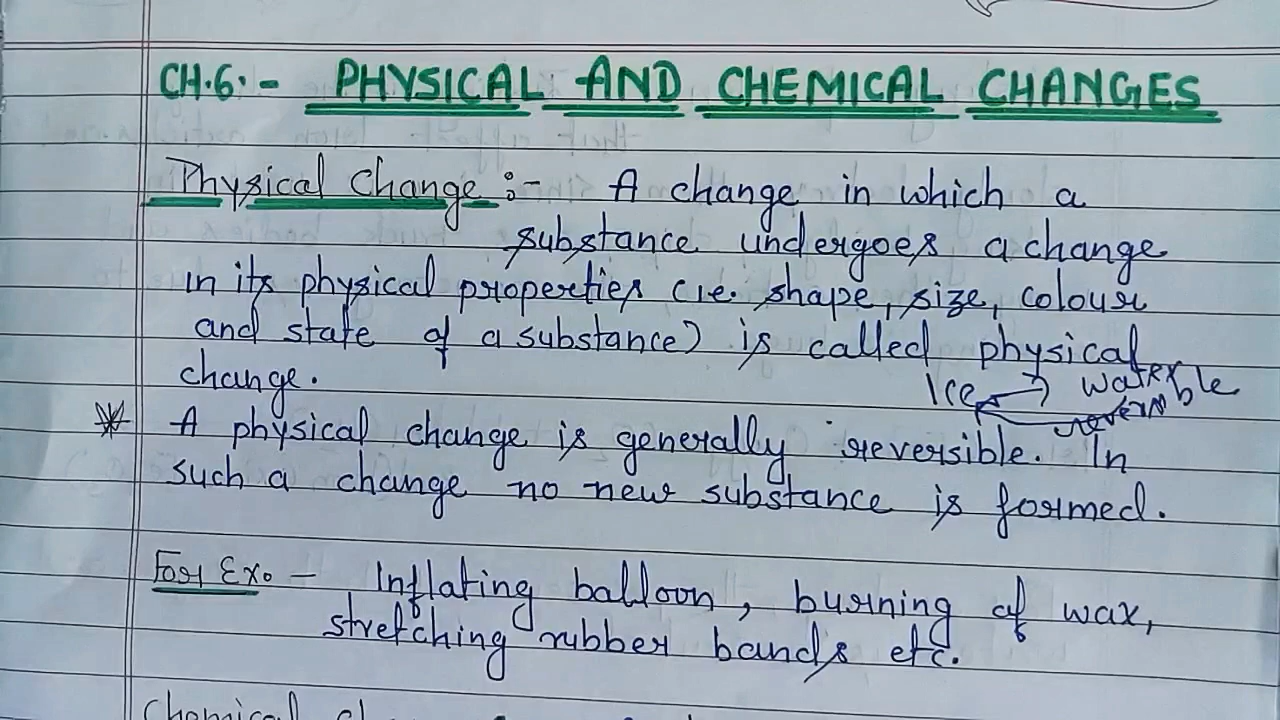 CH.6:- PHYSICAL AND CHEMICAL CHANGES
Physical Change :- A change in which a
substance undergoes a change
in its physical properties (i.e. shape, size, colour
and state of a substance) is called physical
change.
Ice → water
reversible
* A physical change is generally reversible. In
such a change no new substance is formed.
For Ex. - Inflating balloon, burning of wax,
stretching rubber bands etc.
Chemical